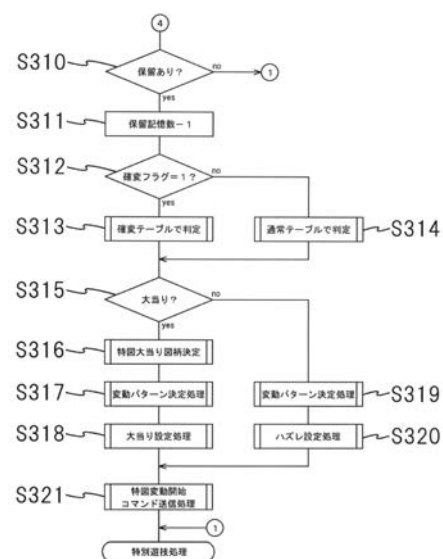 ④
S310
保留あり？
no
①
yes
S311
保留記憶数－１
S312
確変フラグ＝１？
no
yes
S313
確変テーブルで判定
通常テーブルで判定
S314
S315
大当り？
no
yes
S316
特図大当り図柄決定
S317
変動パターン決定処理
変動パターン決定処理
S319
S318
大当り設定処理
ハズレ設定処理
S320
S321
特図変動開始
コマンド送信処理
①
特別遊技処理